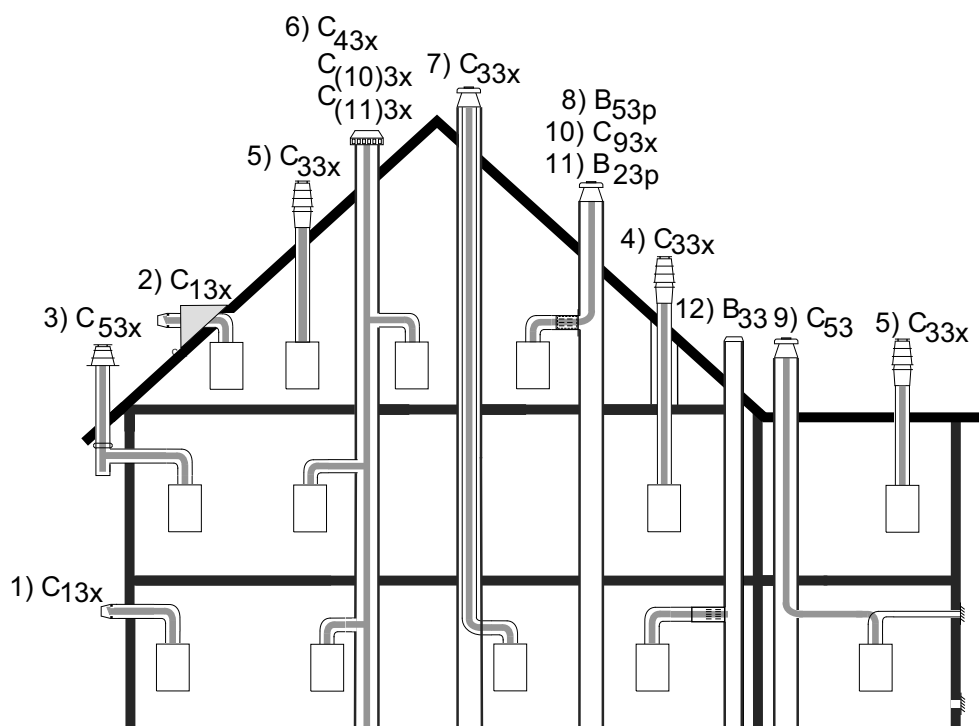 6) C43x
C(10)3x
C(11)3x
7) C33x
8) B53p
10) C93x
11) B23p
5) C33x
4) C33x
2) C13x
3) C53x
12) B33
9) C53
5) C33x
1) C13x